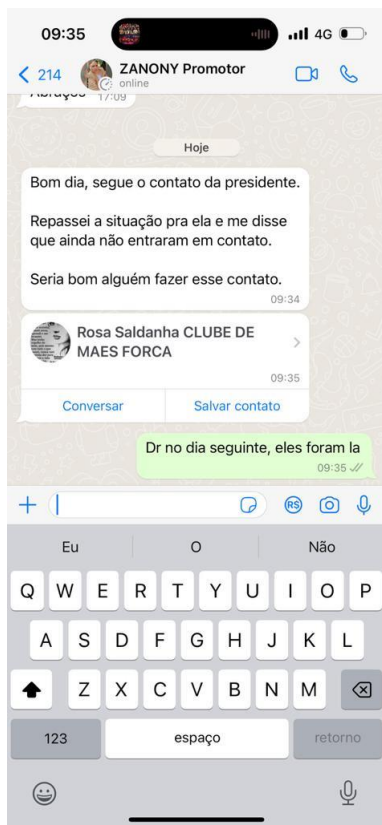 09:35
4G
214
ZANONY Promotor
online
Abraços 17:09
Hoje
Bom dia, segue o contato da presidente.
Repassei a situação pra ela e me disse
que ainda não entraram em contato.
Seria bom alguém fazer esse contato.
09:34
Rosa Saldanha CLUBE DE
MAES FORCA
09:35
Conversar Salvar contato
Dr no dia seguinte, eles foram la
09:35
R$
Eu O Não
Q W E R T Y U I O P
A S D F G H J K L
Z X C V B N M
123 espaço retorno